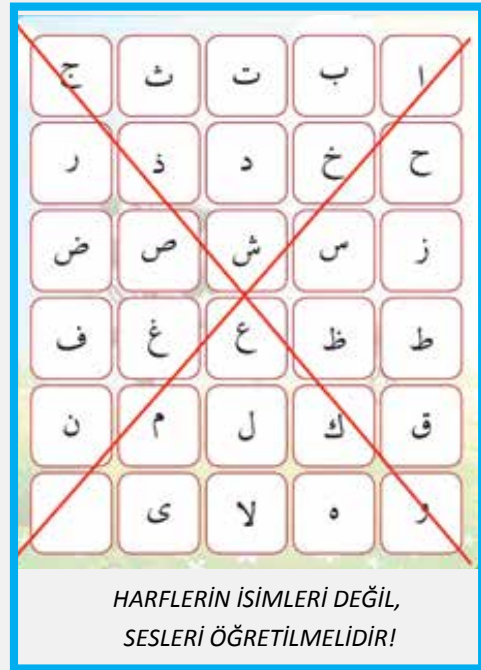 ا ب ت ث ج
ح خ د ذ ر
ز س ش ص ض
ط ظ ع غ ف
ق ك ل م ن
و ه لا ى
HARFLERİN İSİMLERİ DEĞİL,
SESLERİ ÖĞRETİLMELİDİR!